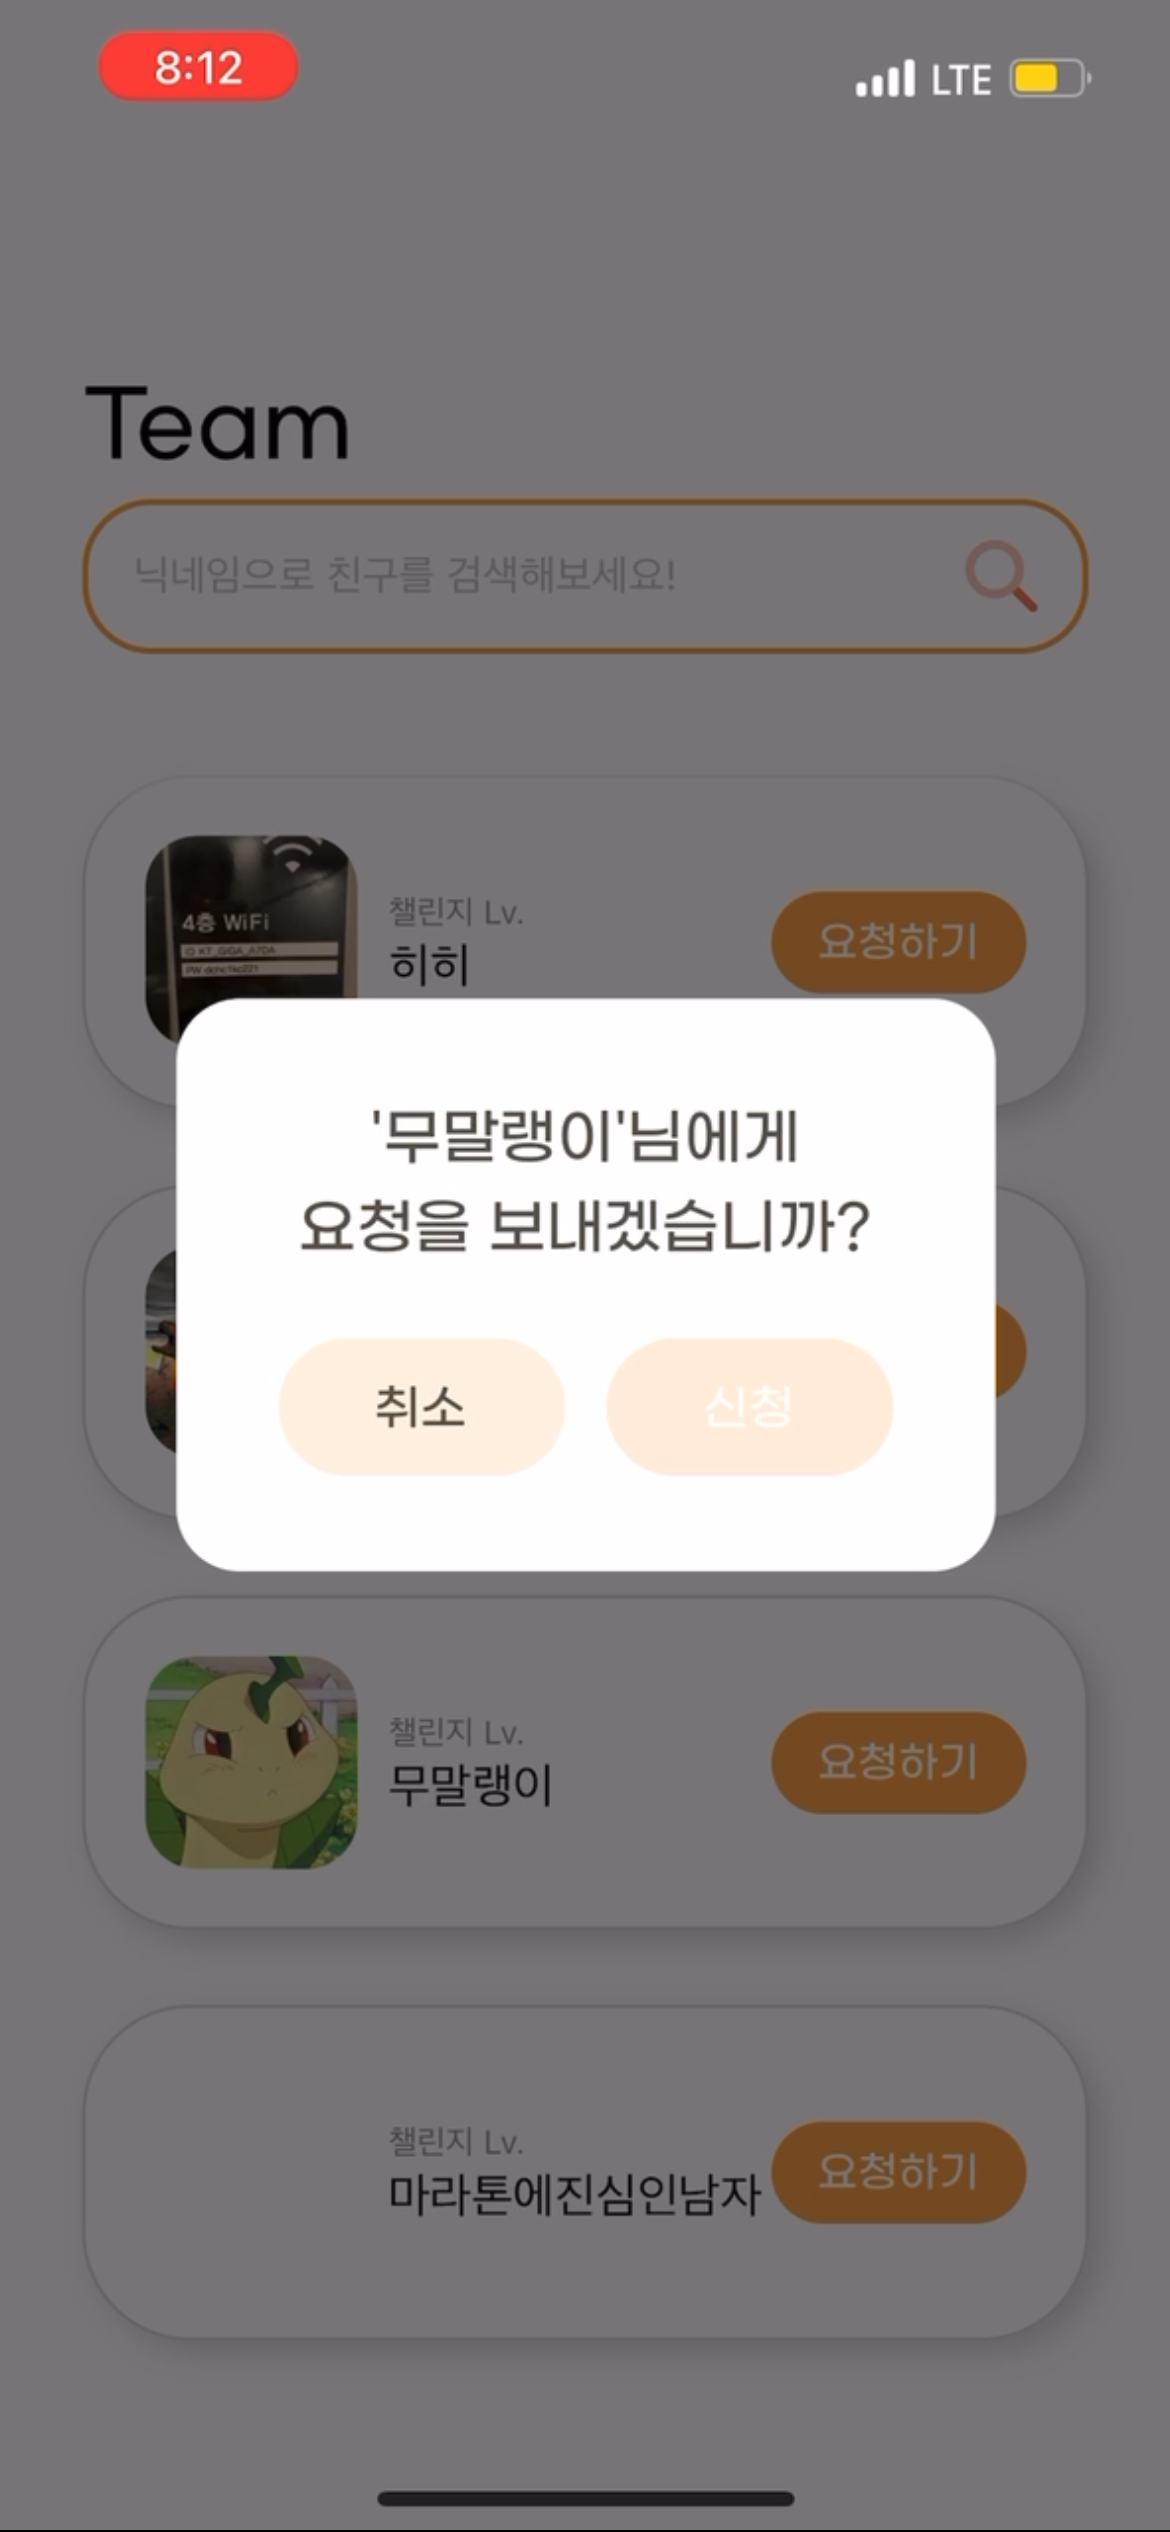 8:12
LTE
Team
닉네임으로 친구를 검색해보세요!
4층 WiFi
챌린지 Lv.
히히
요청하기
'무말랭이'님에게
요청을 보내겠습니까?
취소
신청
챌린지 Lv.
무말랭이
요청하기
챌린지 Lv.
마라톤에진심인남자
요청하기